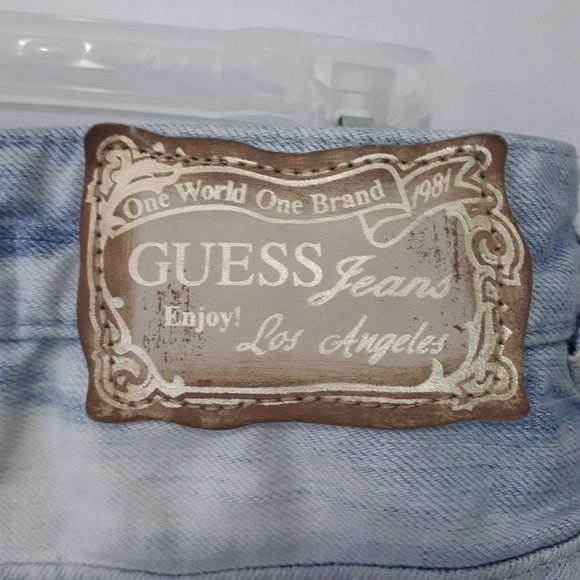 One World One Brand 1981
GUESS Jeans
Enjoy! Los Angeles